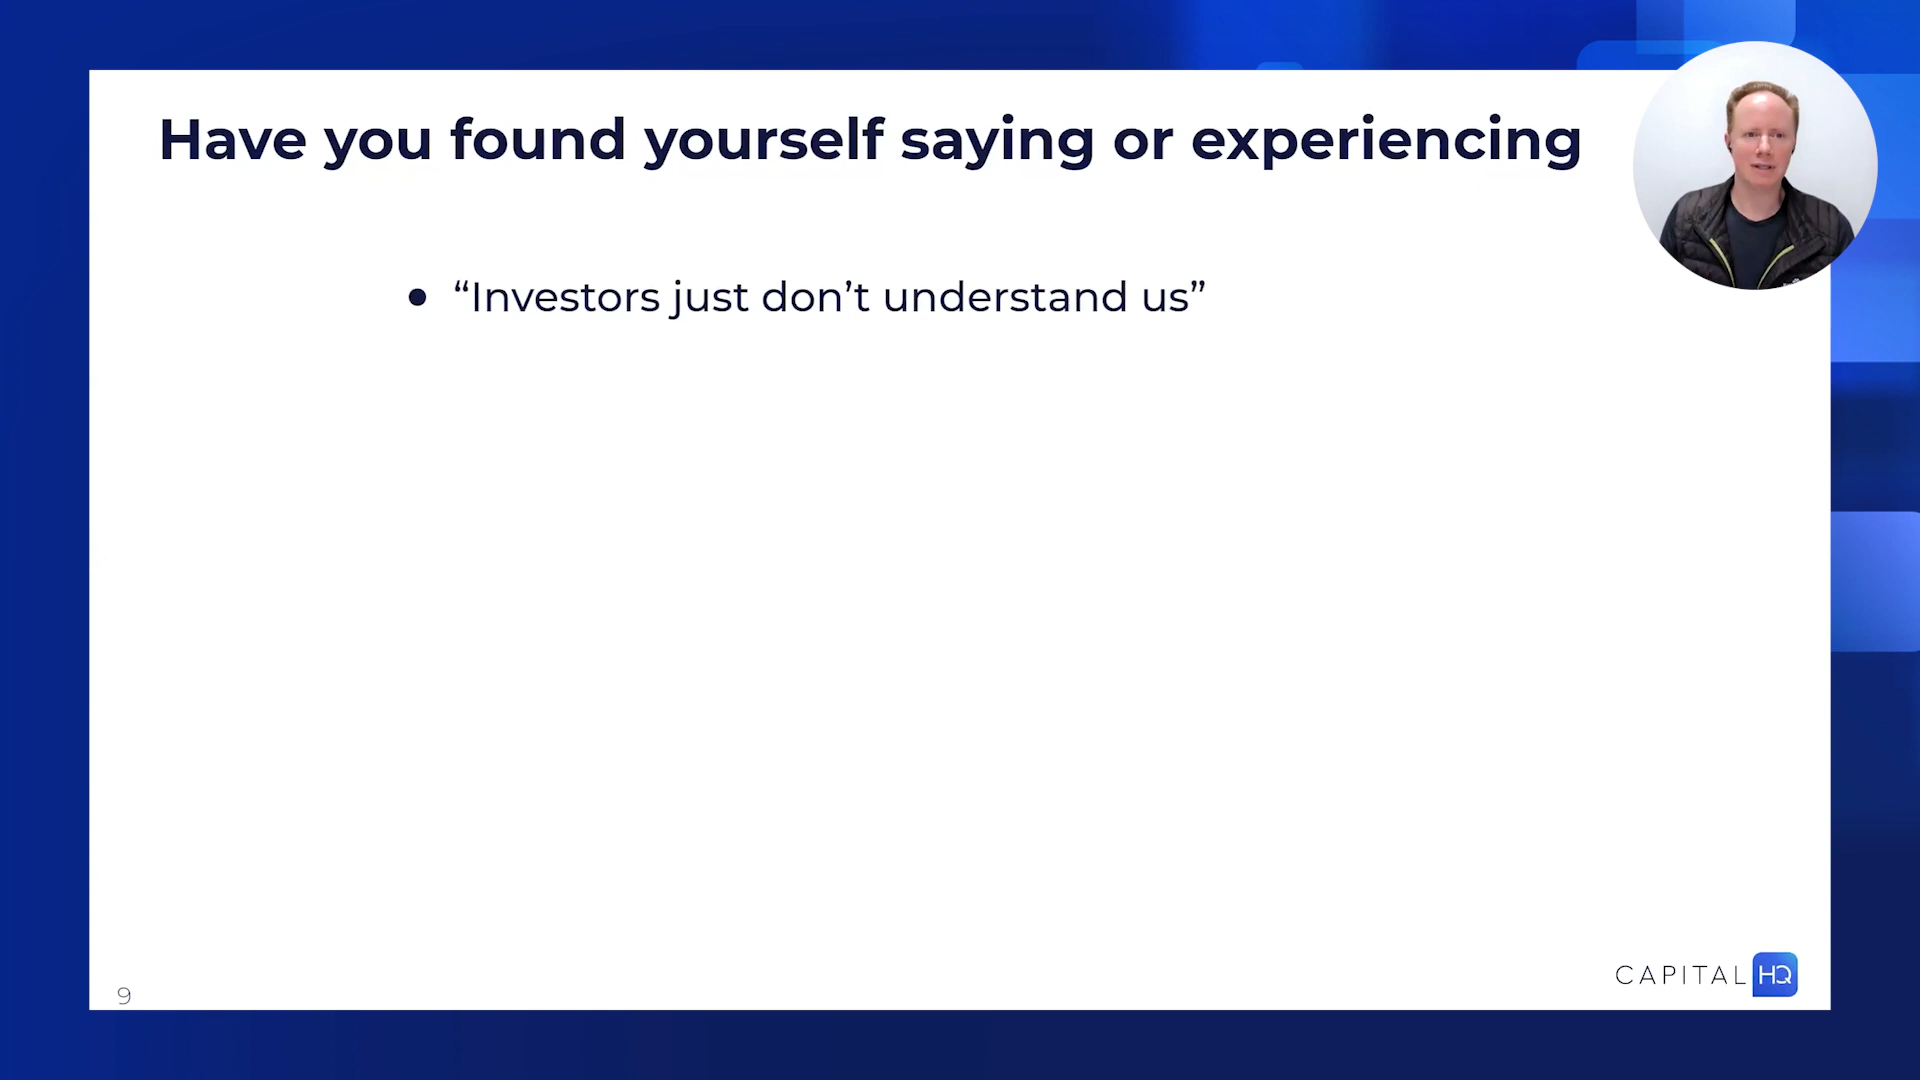 Have you found yourself saying or experiencing
● “Investors just don’t understand us”
9
CAPITAL HQ